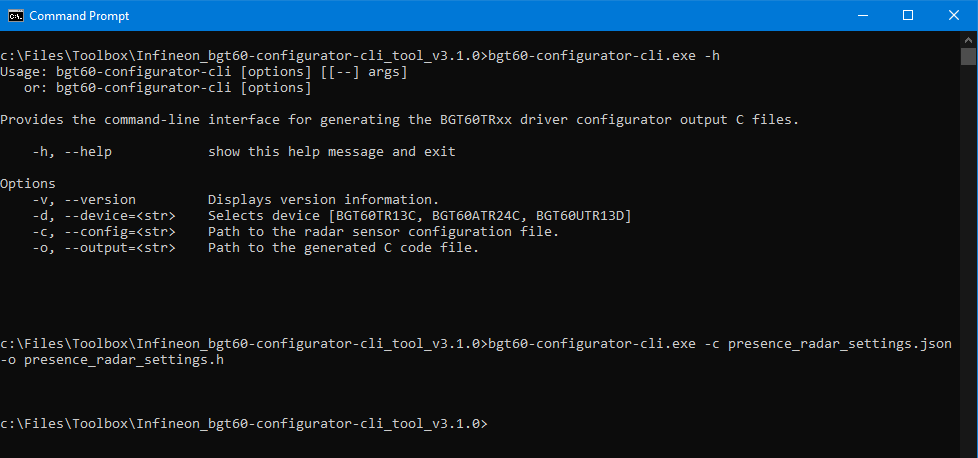 Command Prompt
c:\Files\Toolbox\Infineon_bgt60-configurator-cli_tool_v3.1.0>bgt60-configurator-cli.exe -h
Usage: bgt60-configurator-cli [options] [[--] args]
   or: bgt60-configurator-cli [options]
Provides the command-line interface for generating the BGT60TRxx driver configurator output C files.
    -h, --help            show this help message and exit
Options
    -v, --version         Displays version information.
    -d, --device=<str>    Selects device [BGT60TR13C, BGT60ATR24C, BGT60UTR13D]
    -c, --config=<str>    Path to the radar sensor configuration file.
    -o, --output=<str>    Path to the generated C code file.
c:\Files\Toolbox\Infineon_bgt60-configurator-cli_tool_v3.1.0>bgt60-configurator-cli.exe -c presence_radar_settings.json
-o presence_radar_settings.h
c:\Files\Toolbox\Infineon_bgt60-configurator-cli_tool_v3.1.0>